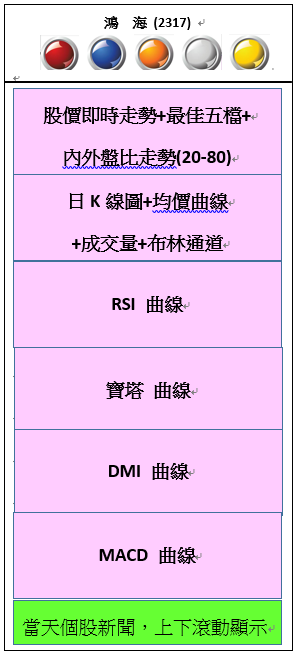 鴻　海 (2317)
股價即時走勢+最佳五檔+
內外盤比走勢(20-80)
日 K 線圖+均價曲線
+成交量+布林通道
RSI 曲線
寶塔 曲線
DMI 曲線
MACD 曲線
當天個股新聞，上下滾動顯示